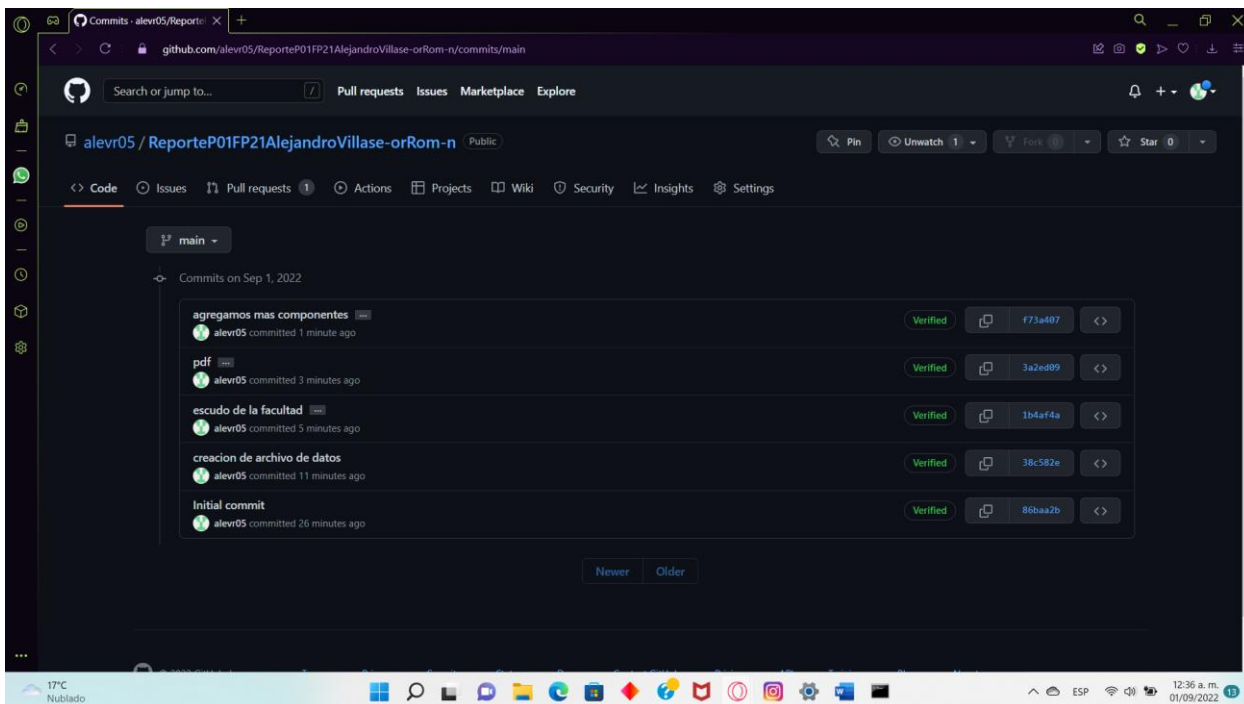 Commits · alevr05/Reporte
github.com/alevr05/ReporteP01FP21AlejandroVillase-orRom-n/commits/main
Search or jump to... / Pull requests Issues Marketplace Explore
alevr05 / ReporteP01FP21AlejandroVillase-orRom-n Public Pin Unwatch 1 Fork 0 Star 0
<> Code Issues Pull requests 1 Actions Projects Wiki Security Insights Settings
main
Commits on Sep 1, 2022
agregamos mas componentes ...
alevr05 committed 1 minute ago
Verified f73a407 <>
pdf ...
alevr05 committed 3 minutes ago
Verified 3a2ed09 <>
escudo de la facultad ...
alevr05 committed 5 minutes ago
Verified 1b4af4a <>
creacion de archivo de datos
alevr05 committed 11 minutes ago
Verified 38c582e <>
Initial commit
alevr05 committed 26 minutes ago
Verified 86baa2b <>
Newer Older
17°C
Nublado
ESP
12:36 a. m.
01/09/2022
13